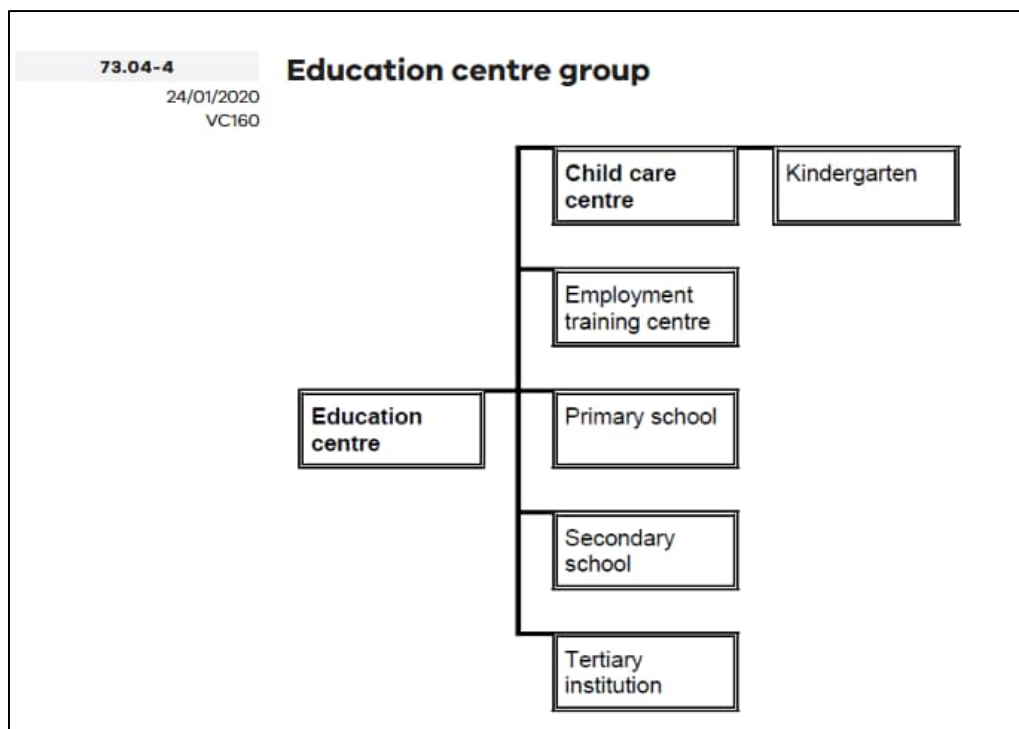 73.04-4
24/01/2020
VC160
Education centre group
Child care
centre
Kindergarten
Employment
training centre
Education
centre
Primary school
Secondary
school
Tertiary
institution